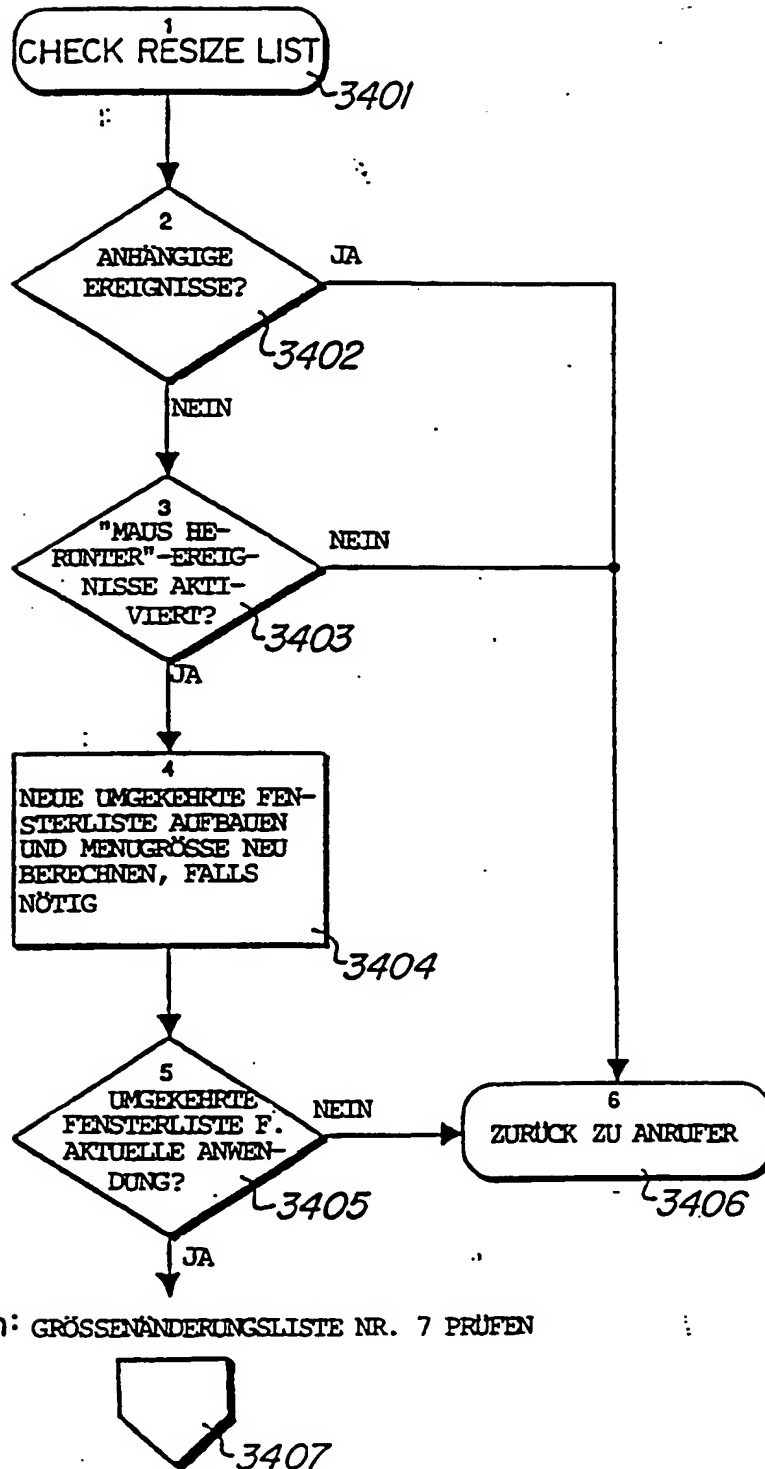 1
CHECK RESIZE LIST
3401
2
ANHÄNGIGE
EREIGNISSE?
JA
3402
NEIN
3
"MAUS HE-
RUNTER"-EREIG-
NISSE AKTI-
VIERT?
NEIN
3403
JA
4
NEUE UMGEKEHRTE FEN-
STERLISTE AUFBAUEN
UND MENUGRÖSSE NEU
BERECHNEN, FALLS
NÖTIG
3404
5
UMGEKEHRTE
FENSTERLISTE F.
AKTUELLE ANWEN-
DUNG?
NEIN
3405
6
ZURÜCK ZU ANRUFER
3406
JA
: GRÖSSENÄNDERUNGSLISTE NR. 7 PRÜFEN
3407